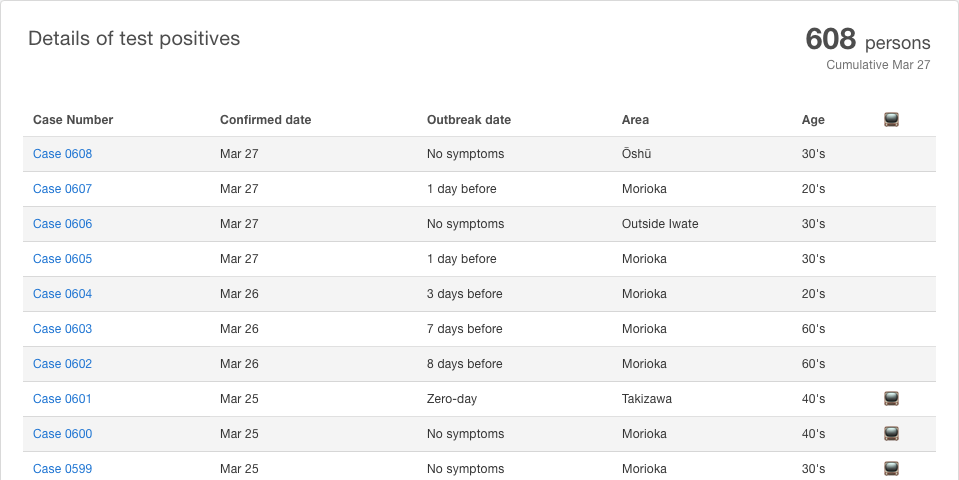 Details of test positives
608 persons
Cumulative Mar 27
Case Number Confirmed date Outbreak date Area Age
Case 0608 Mar 27 No symptoms Ōshū 30's
Case 0607 Mar 27 1 day before Morioka 20's
Case 0606 Mar 27 No symptoms Outside Iwate 30's
Case 0605 Mar 27 1 day before Morioka 30's
Case 0604 Mar 26 3 days before Morioka 20's
Case 0603 Mar 26 7 days before Morioka 60's
Case 0602 Mar 26 8 days before Morioka 60's
Case 0601 Mar 25 Zero-day Takizawa 40's
Case 0600 Mar 25 No symptoms Morioka 40's
Case 0599 Mar 25 No symptoms Morioka 30's